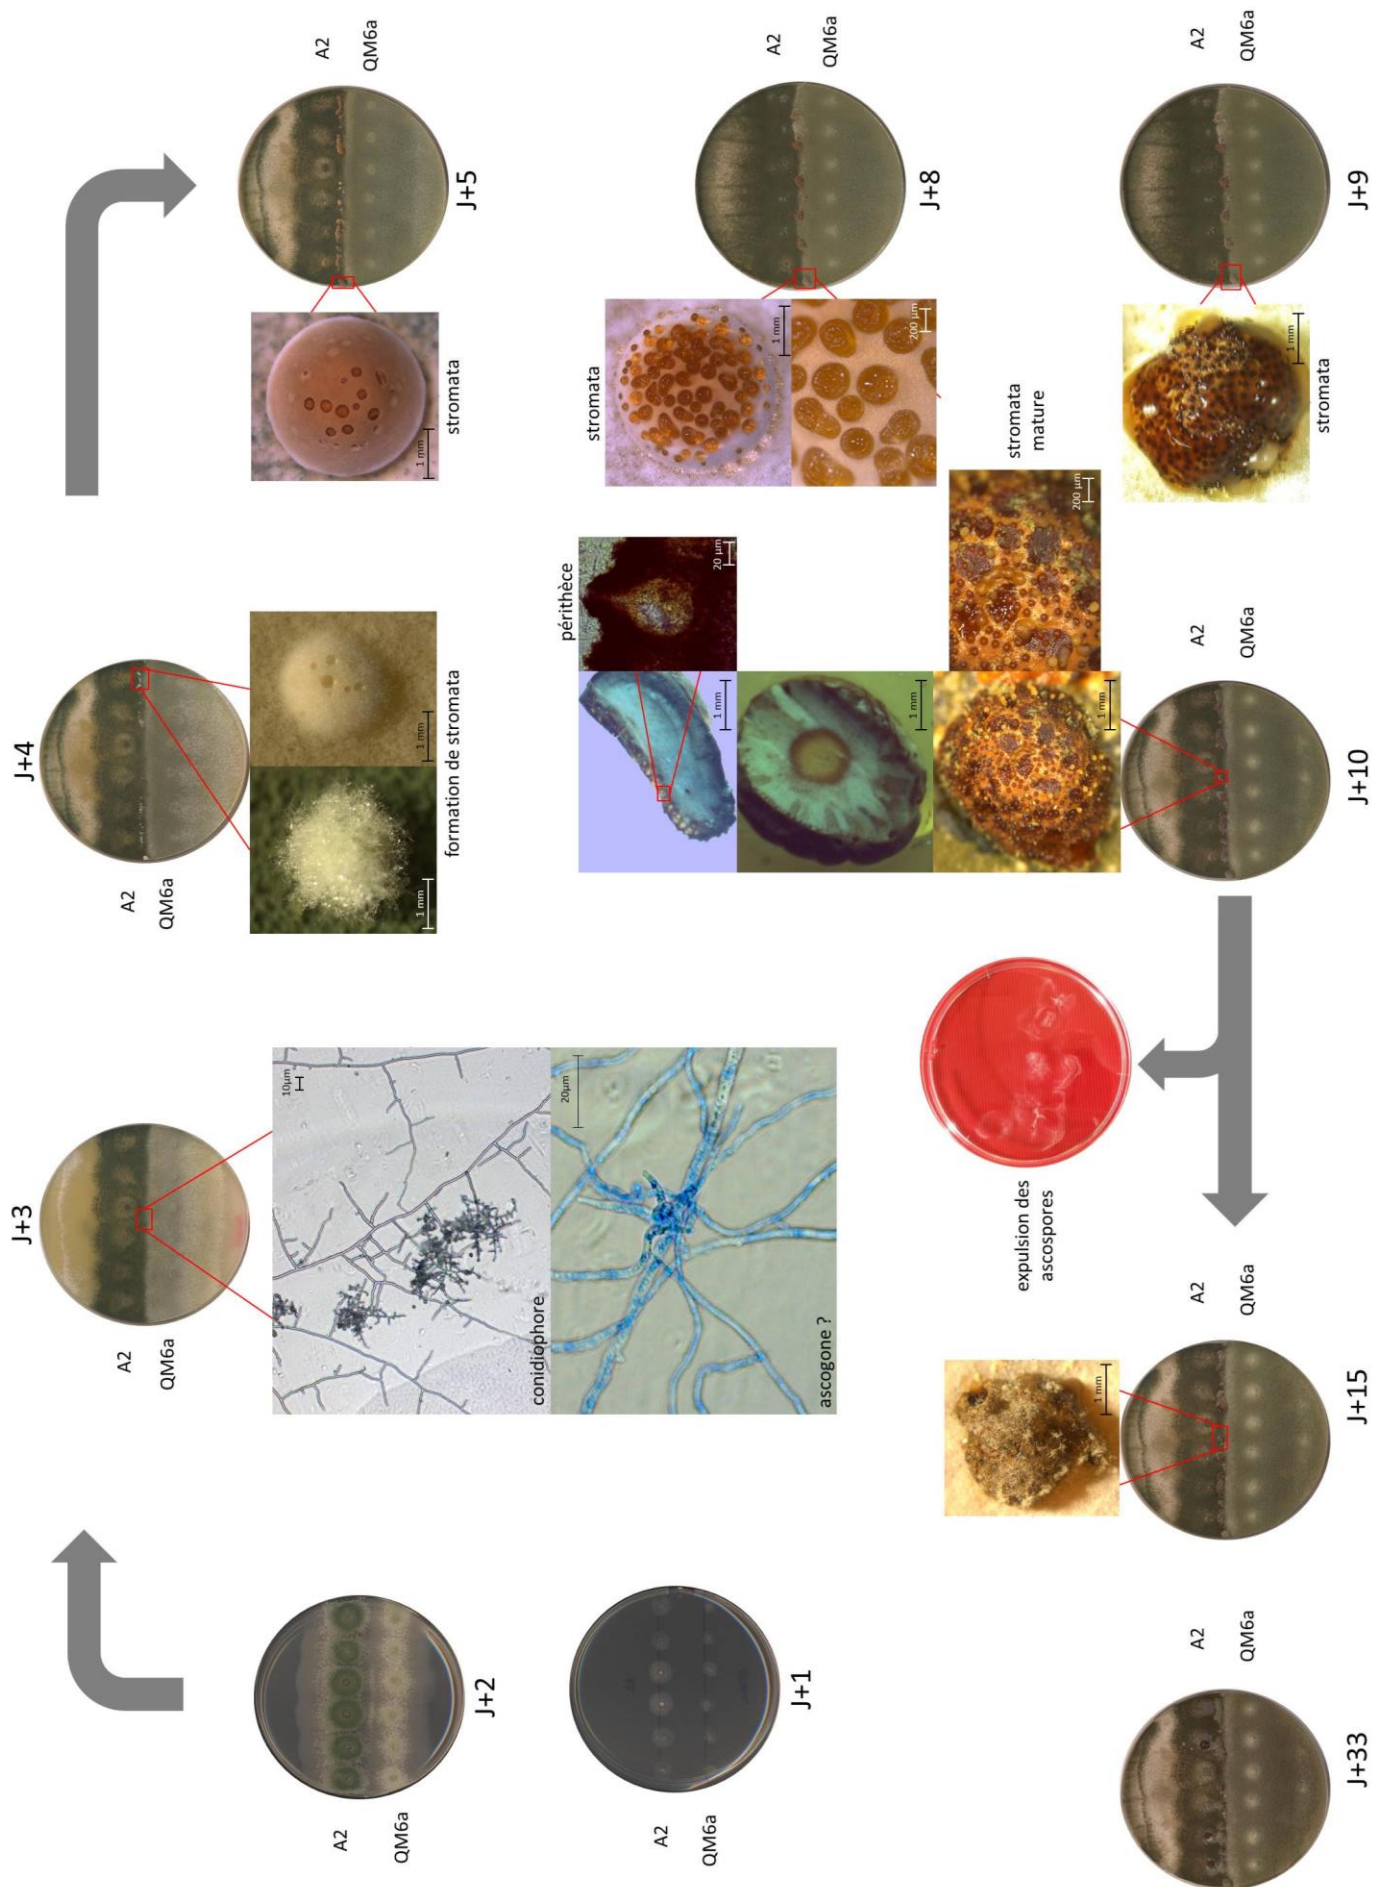 J+1
A2
QM6a
J+2
A2
QM6a
J+3
A2
QM6a
10µm
conidiophore
20µm
ascogone ?
J+4
A2
QM6a
1 mm
1 mm
formation de stromata
J+5
A2
QM6a
1 mm
stromata
J+8
A2
QM6a
stromata
1 mm
200 µm
J+9
A2
QM6a
1 mm
stromata
périthèce
20 µm
1 mm
1 mm
1 mm
stromata
mature
200 µm
A2
QM6a
J+10
expulsion des
ascospores
1 mm
A2
QM6a
J+15
A2
QM6a
J+33